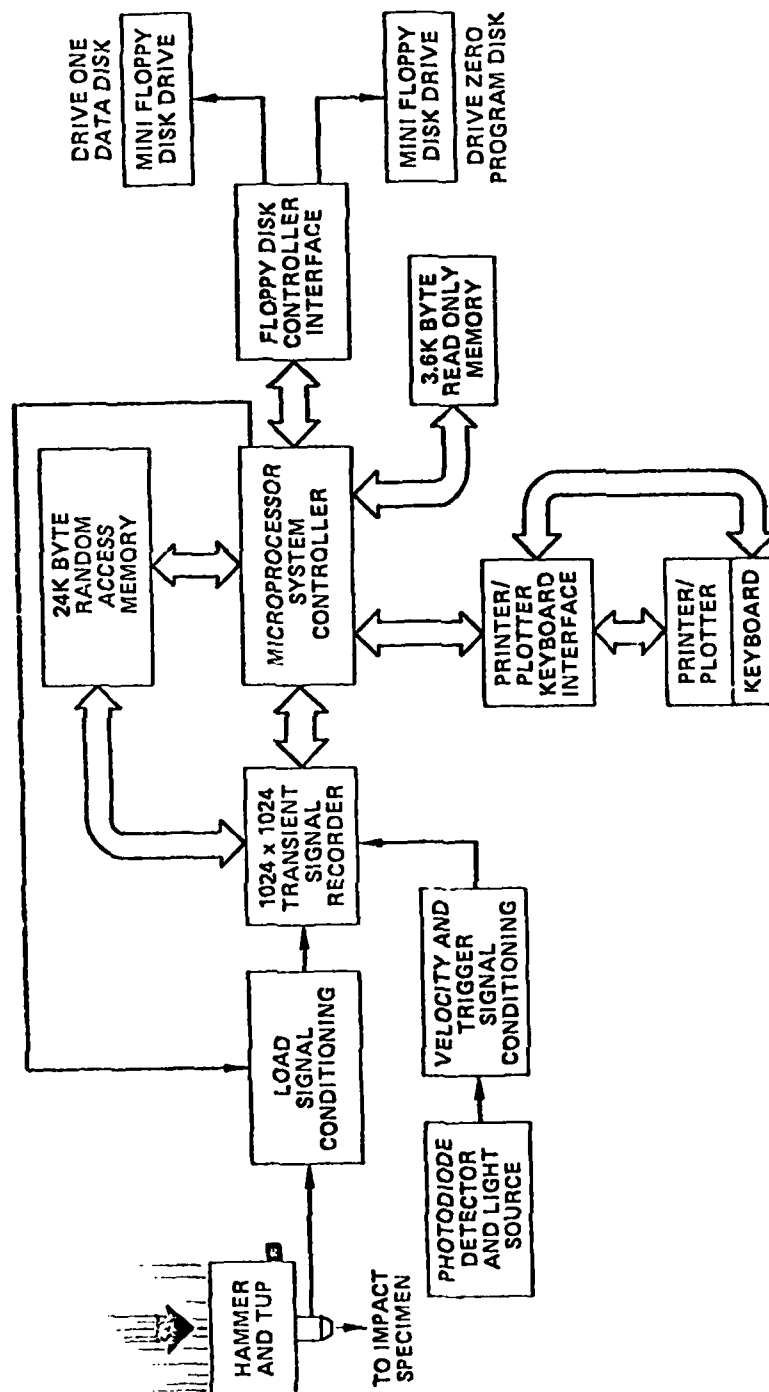 HAMMER
AND TUP
TO IMPACT
SPECIMEN
LOAD
SIGNAL
CONDITIONING
PHOTODIODE
DETECTOR
AND LIGHT
SOURCE
VELOCITY AND
TRIGGER
SIGNAL
CONDITIONING
1024 x 1024
TRANSIENT
SIGNAL
RECORDER
24K BYTE
RANDOM
ACCESS
MEMORY
MICROPROCESSOR
SYSTEM
CONTROLLER
PRINTER/
PLOTTER
KEYBOARD
INTERFACE
PRINTER/
PLOTTER
KEYBOARD
3.6K BYTE
READ ONLY
MEMORY
FLOPPY DISK
CONTROLLER
INTERFACE
DRIVE ONE
DATA DISK
MINI FLOPPY
DISK DRIVE
MINI FLOPPY
DISK DRIVE
DRIVE ZERO
PROGRAM DISK